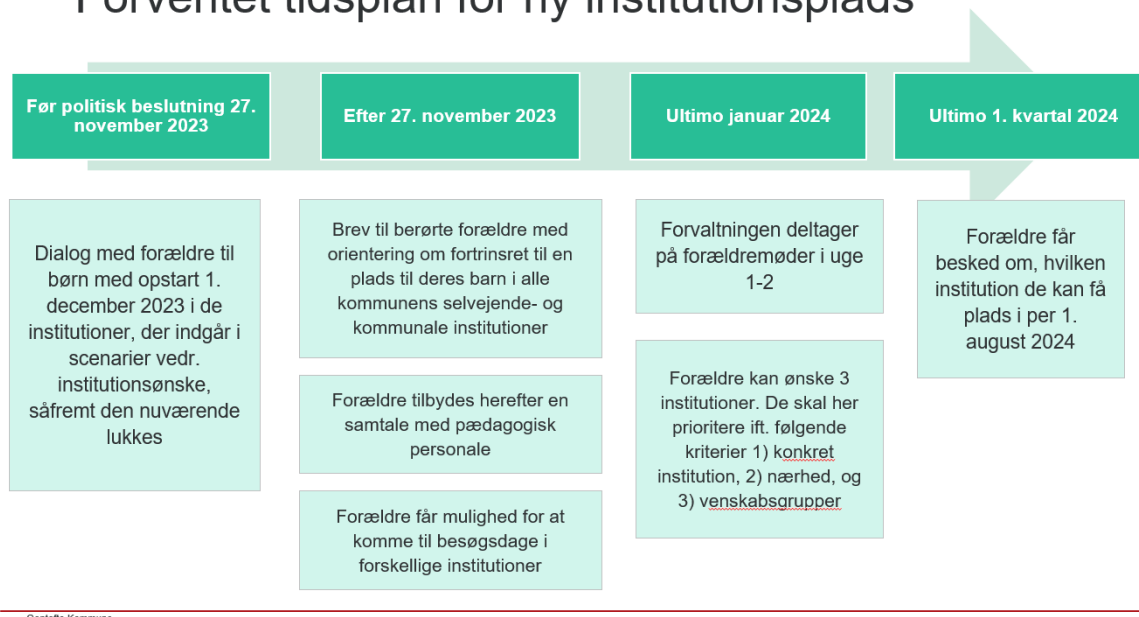 Forventet tidsplan for ny institutionsplads
Før politisk beslutning 27.
november 2023
Efter 27. november 2023
Ultimo januar 2024
Ultimo 1. kvartal 2024
Dialog med forældre til
børn med opstart 1.
december 2023 i de
institutioner, der indgår i
scenarier vedr.
institutionsønske,
såfremt den nuværende
lukkes
Brev til berørte forældre med
orientering om fortrinsret til en
plads til deres barn i alle
kommunens selvejende- og
kommunale institutioner
Forældre tilbydes herefter en
samtale med pædagogisk
personale
Forældre får mulighed for at
komme til besøgsdage i
forskellige institutioner
Forvaltningen deltager
på forældremøder i uge
1-2
Forældre kan ønske 3
institutioner. De skal her
prioritere ift. følgende
kriterier 1) konkret
institution, 2) nærhed, og
3) venskabsgrupper
Forældre får
besked om, hvilken
institution de kan få
plads i per 1.
august 2024